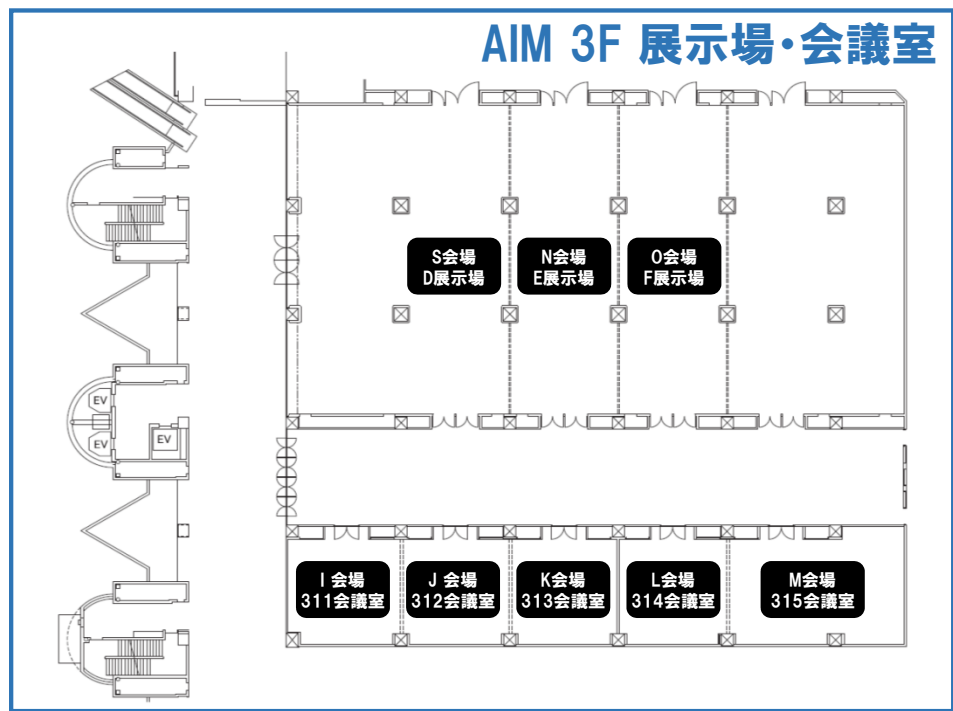 AIM 3F 展示場・会議室
S会場
D展示場
N会場
E展示場
O会場
F展示場
EV
EV
EV
I 会場
311会議室
J 会場
312会議室
K会場
313会議室
L会場
314会議室
M会場
315会議室